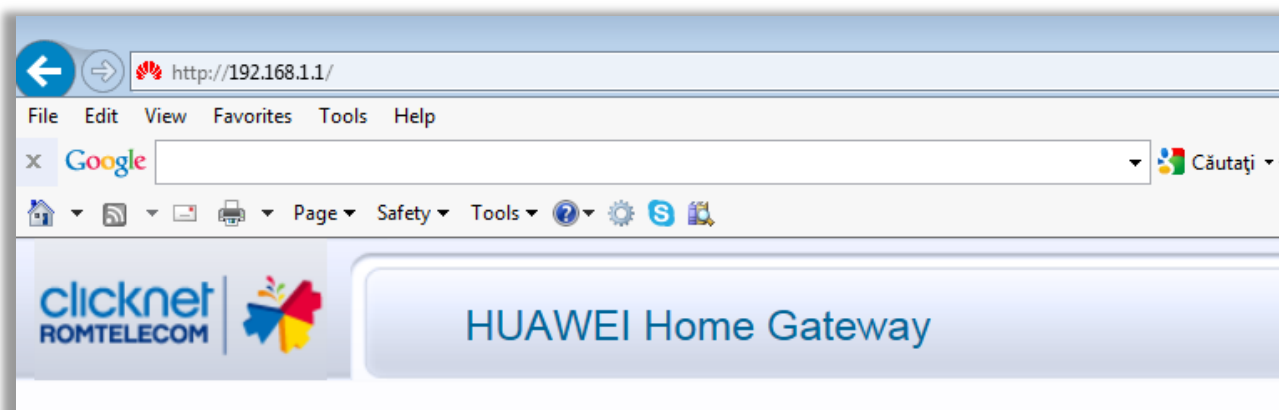 http://192.168.1.1/
File Edit View Favorites Tools Help
x Google Căutaţi
Page Safety Tools
clicknet
ROMTELECOM
HUAWEI Home Gateway